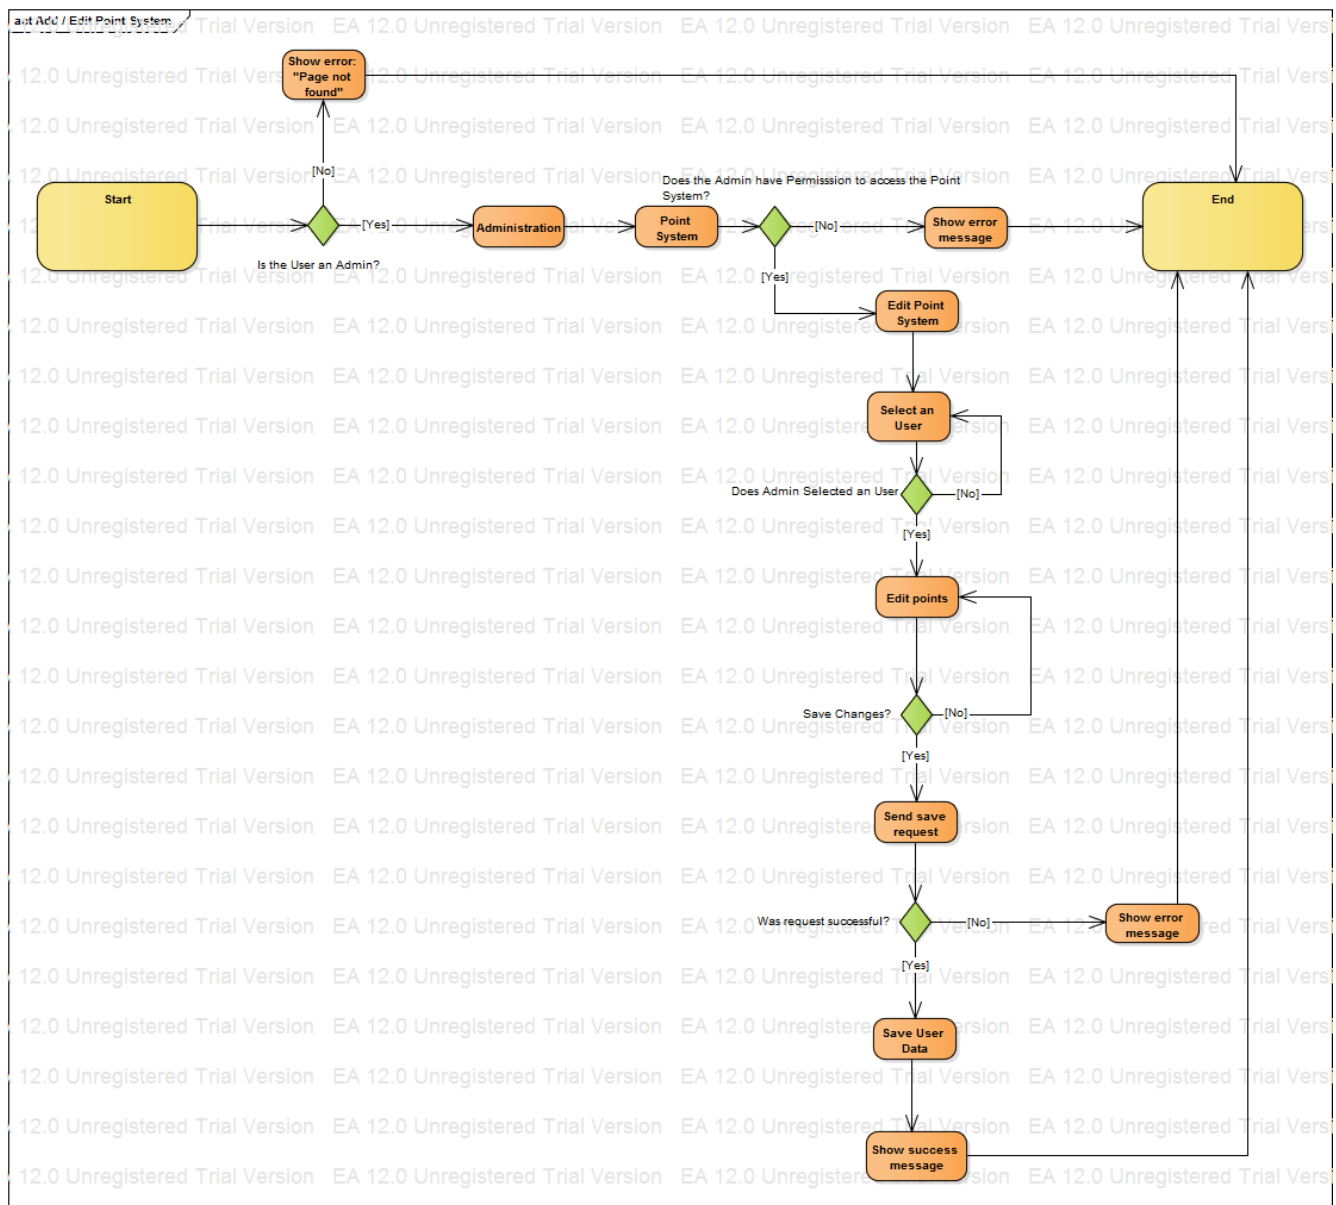 act Add / Edit Point System
Show error:
"Page not
found"
[No]
Start
[Yes]
Is the User an Admin?
Administration
Point
System
Does the Admin have Permisssion to access the Point
System?
[No]
Show error
message
End
[Yes]
Edit Point
System
Select an
User
Does Admin Selected an User
[No]
[Yes]
Edit points
Save Changes?
[No]
[Yes]
Send save
request
Was request successful?
[No]
Show error
message
[Yes]
Save User
Data
Show success
message
EA 12.0 Unregistered Trial Version